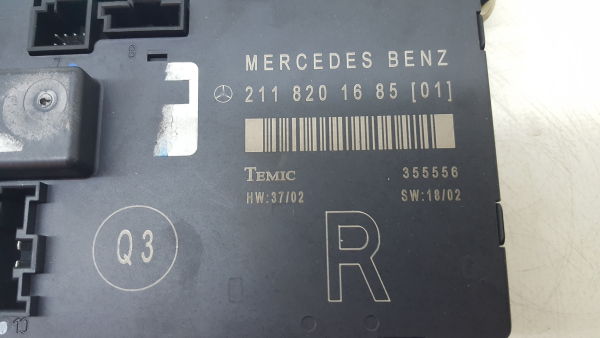 MERCEDES BENZ
211 820 16 85 [01]
TEMIC 355556
HW:37/02 SW:18/02
Q3
R